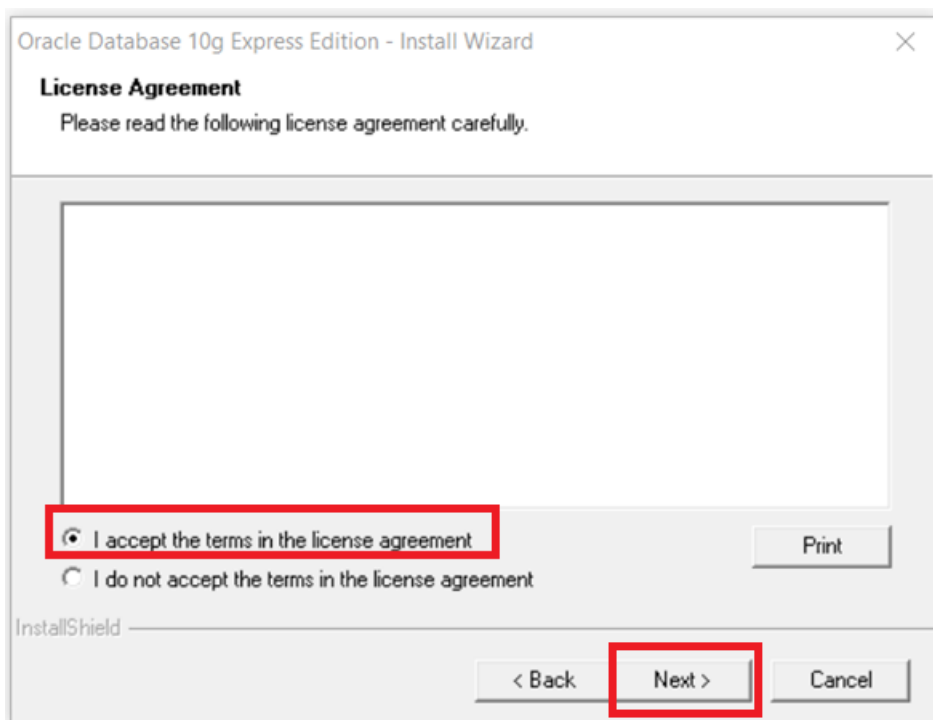 Oracle Database 10g Express Edition - Install Wizard
License Agreement
Please read the following license agreement carefully.
I accept the terms in the license agreement
Print
I do not accept the terms in the license agreement
InstallShield
< Back
Next >
Cancel